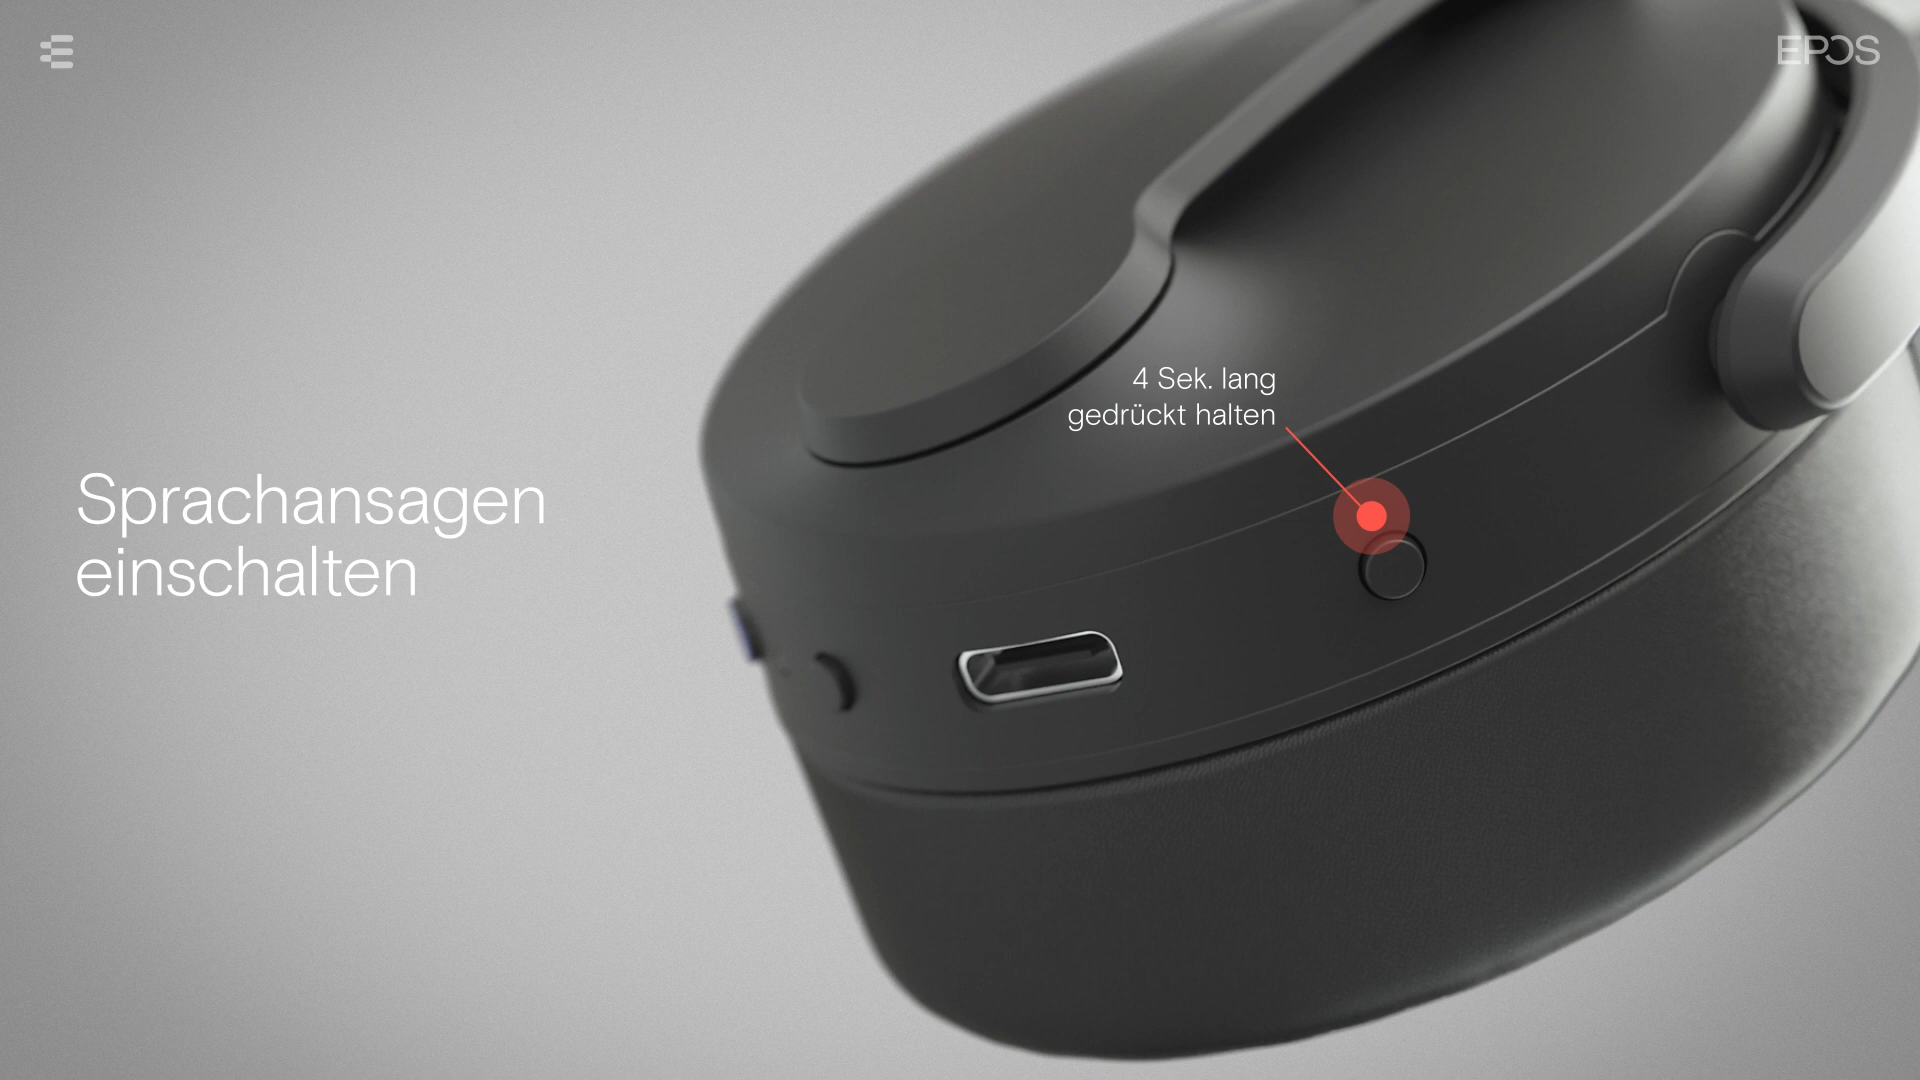 EPOS
4 Sek. lang
gedrückt halten
Sprachansagen
einschalten